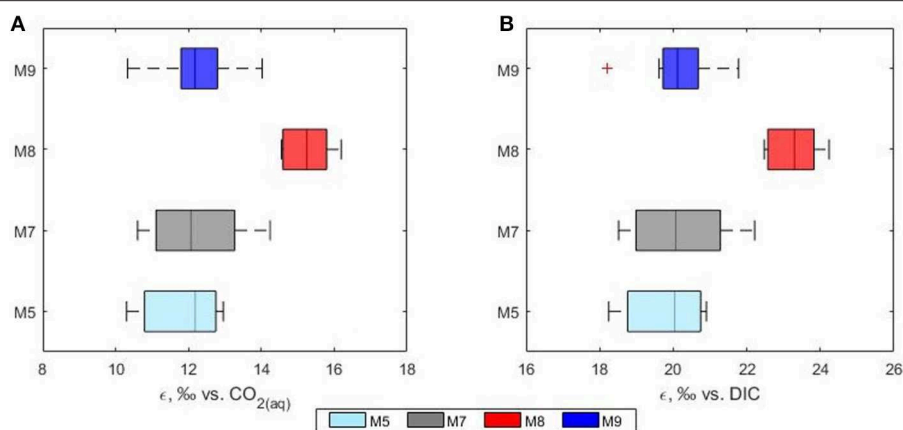 A
M9
M8
M7
M5
8 10 12 14 16 18
ϵ, ‰ vs. CO2(aq)
B
M9
M8
M7
M5
16 18 20 22 24 26
ϵ, ‰ vs. DIC
M5 M7 M8 M9